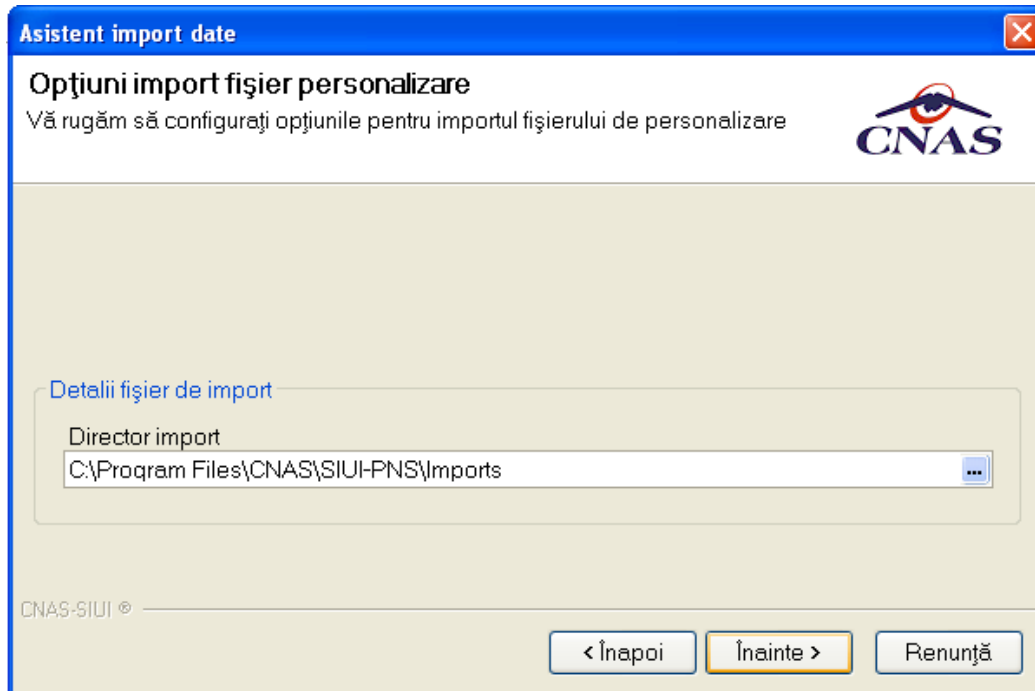 Asistent import date
Opţiuni import fişier personalizare
Vă rugăm să configuraţi opţiunile pentru importul fişierului de personalizare
CNAS
Detalii fişier de import
Director import
C:\Program Files\CNAS\SIUI-PNS\Imports
...
CNAS-SIUI ®
< Înapoi
Înainte >
Renunţă